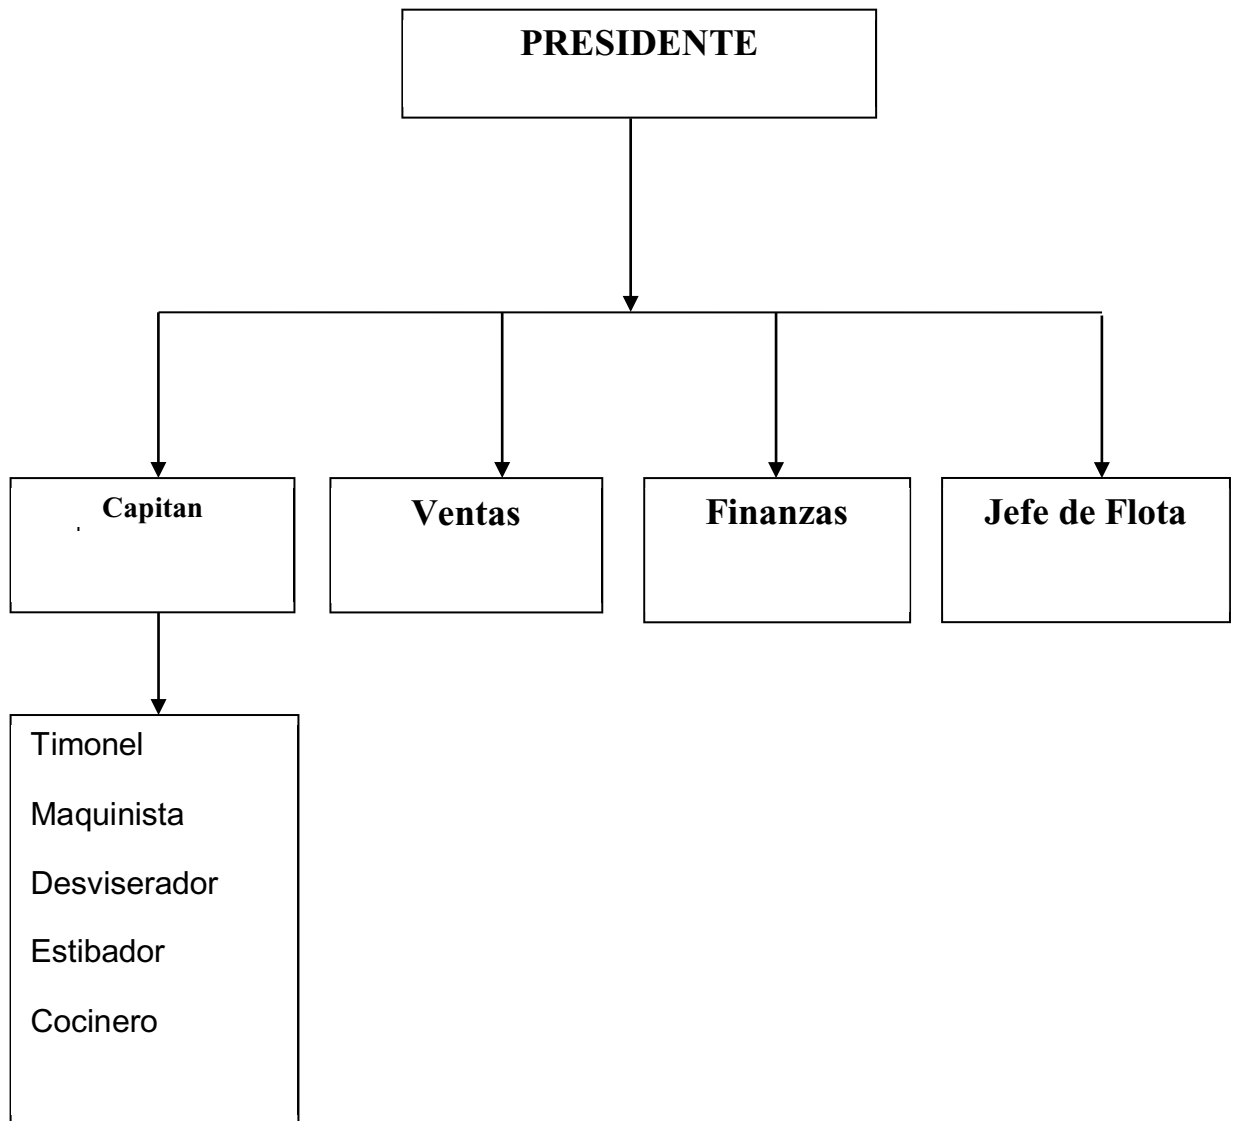 PRESIDENTE
Capitan
Ventas
Finanzas
Jefe de Flota
Timonel
Maquinista
Desviserador
Estibador
Cocinero